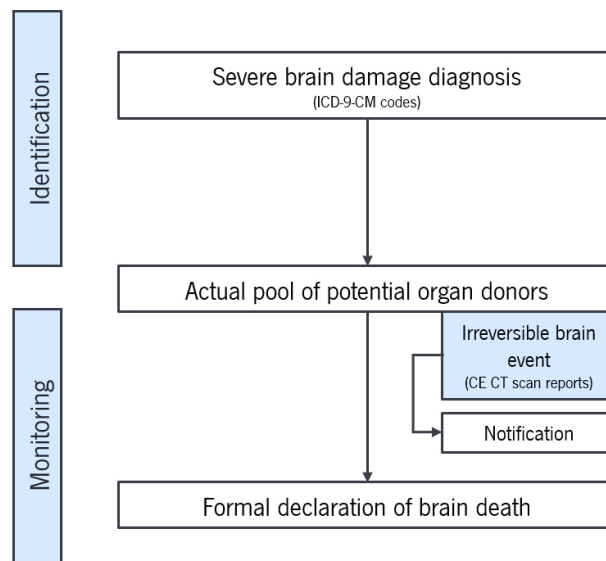 Identification
Severe brain damage diagnosis
(ICD-9-CM codes)
Actual pool of potential organ donors
Monitoring
Irreversible brain
event
(CE CT scan reports)
Notification
Formal declaration of brain death